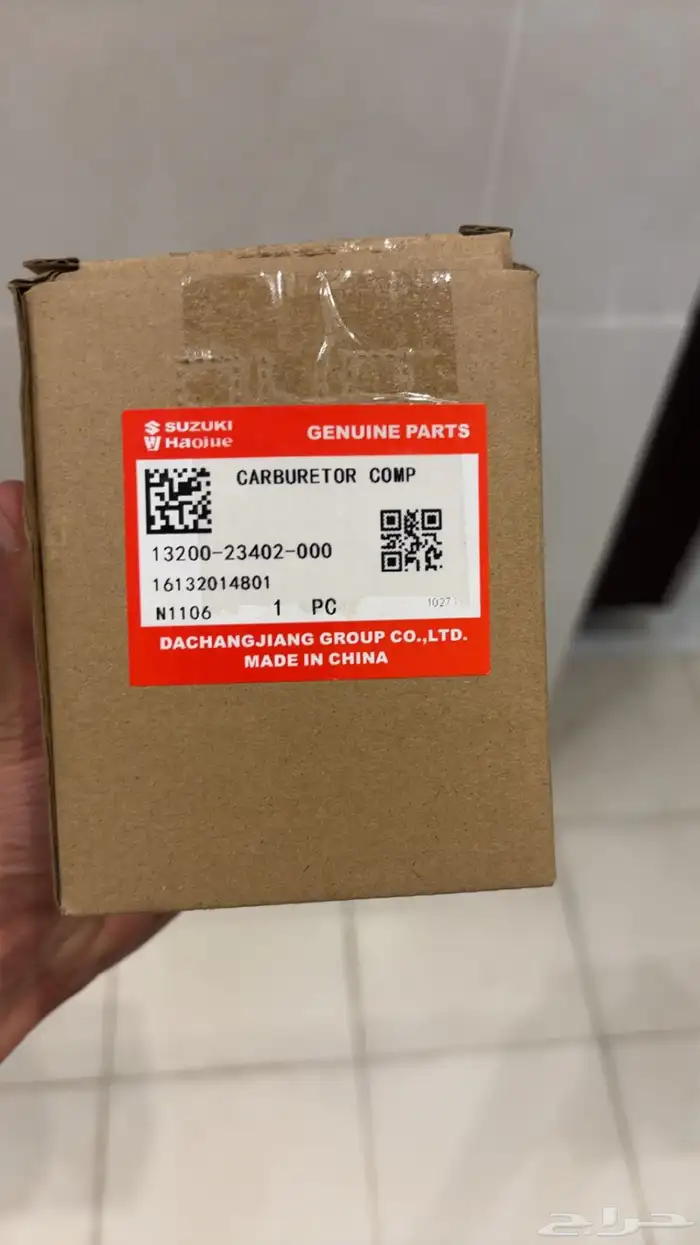 SUZUKI
Haojue
GENUINE PARTS
CARBURETOR COMP
13200-23402-000
16132014801
N1106 1 PC
DACHANGJIANG GROUP CO.,LTD.
MADE IN CHINA
حراج